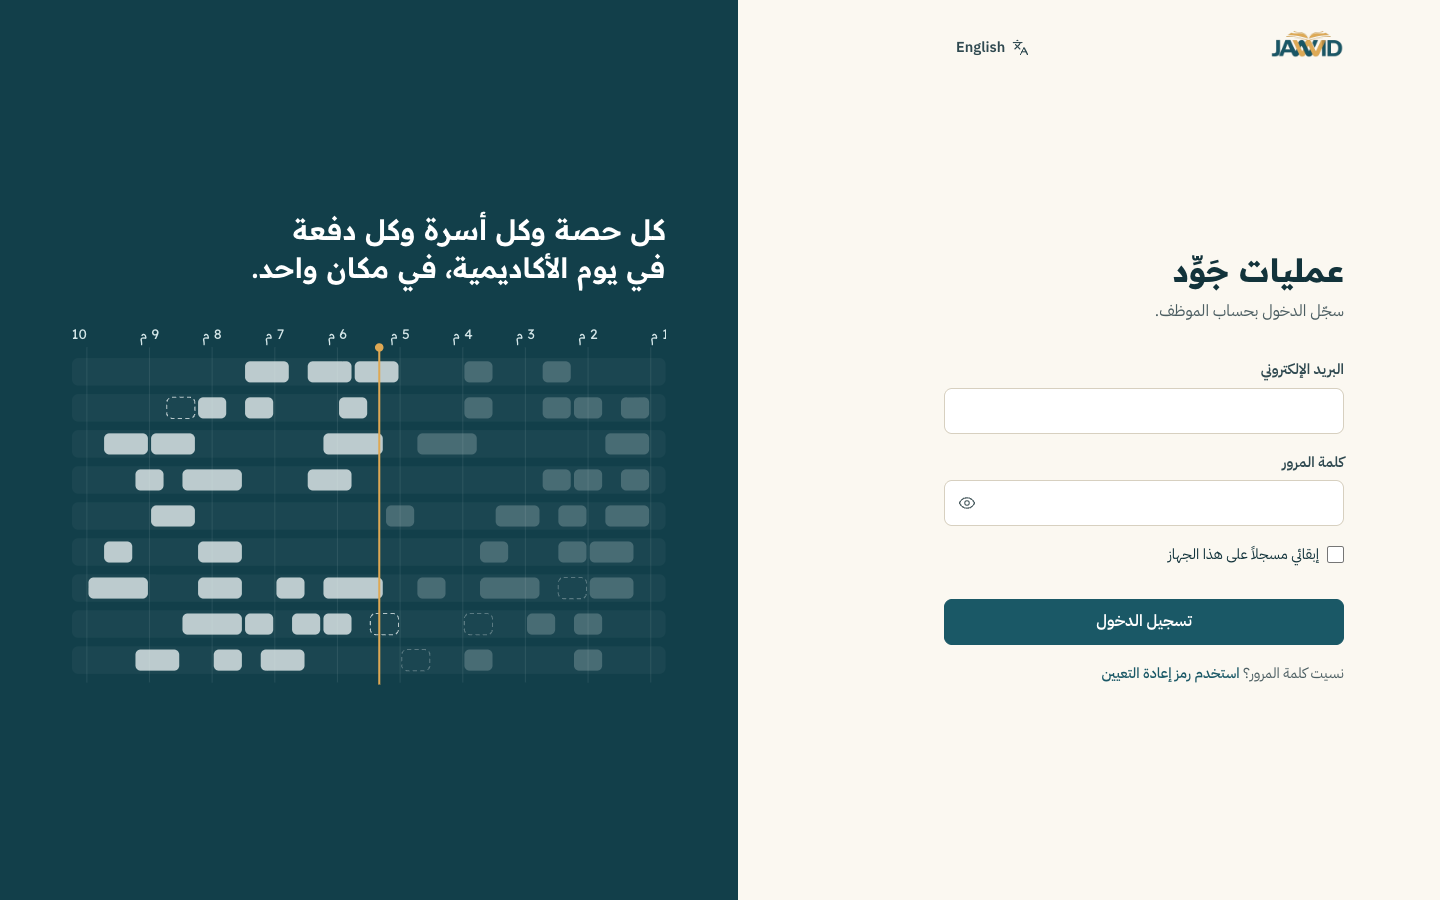 JAWWID
English
عمليات جَوِّد
سجّل الدخول بحساب الموظف.
البريد الإلكتروني
كلمة المرور
إبقائي مسجلاً على هذا الجهاز
تسجيل الدخول
نسيت كلمة المرور؟ استخدم رمز إعادة التعيين
كل حصة وكل أسرة وكل دفعة
في يوم الأكاديمية، في مكان واحد.
1 م 2 م 3 م 4 م 5 م 6 م 7 م 8 م 9 م 10